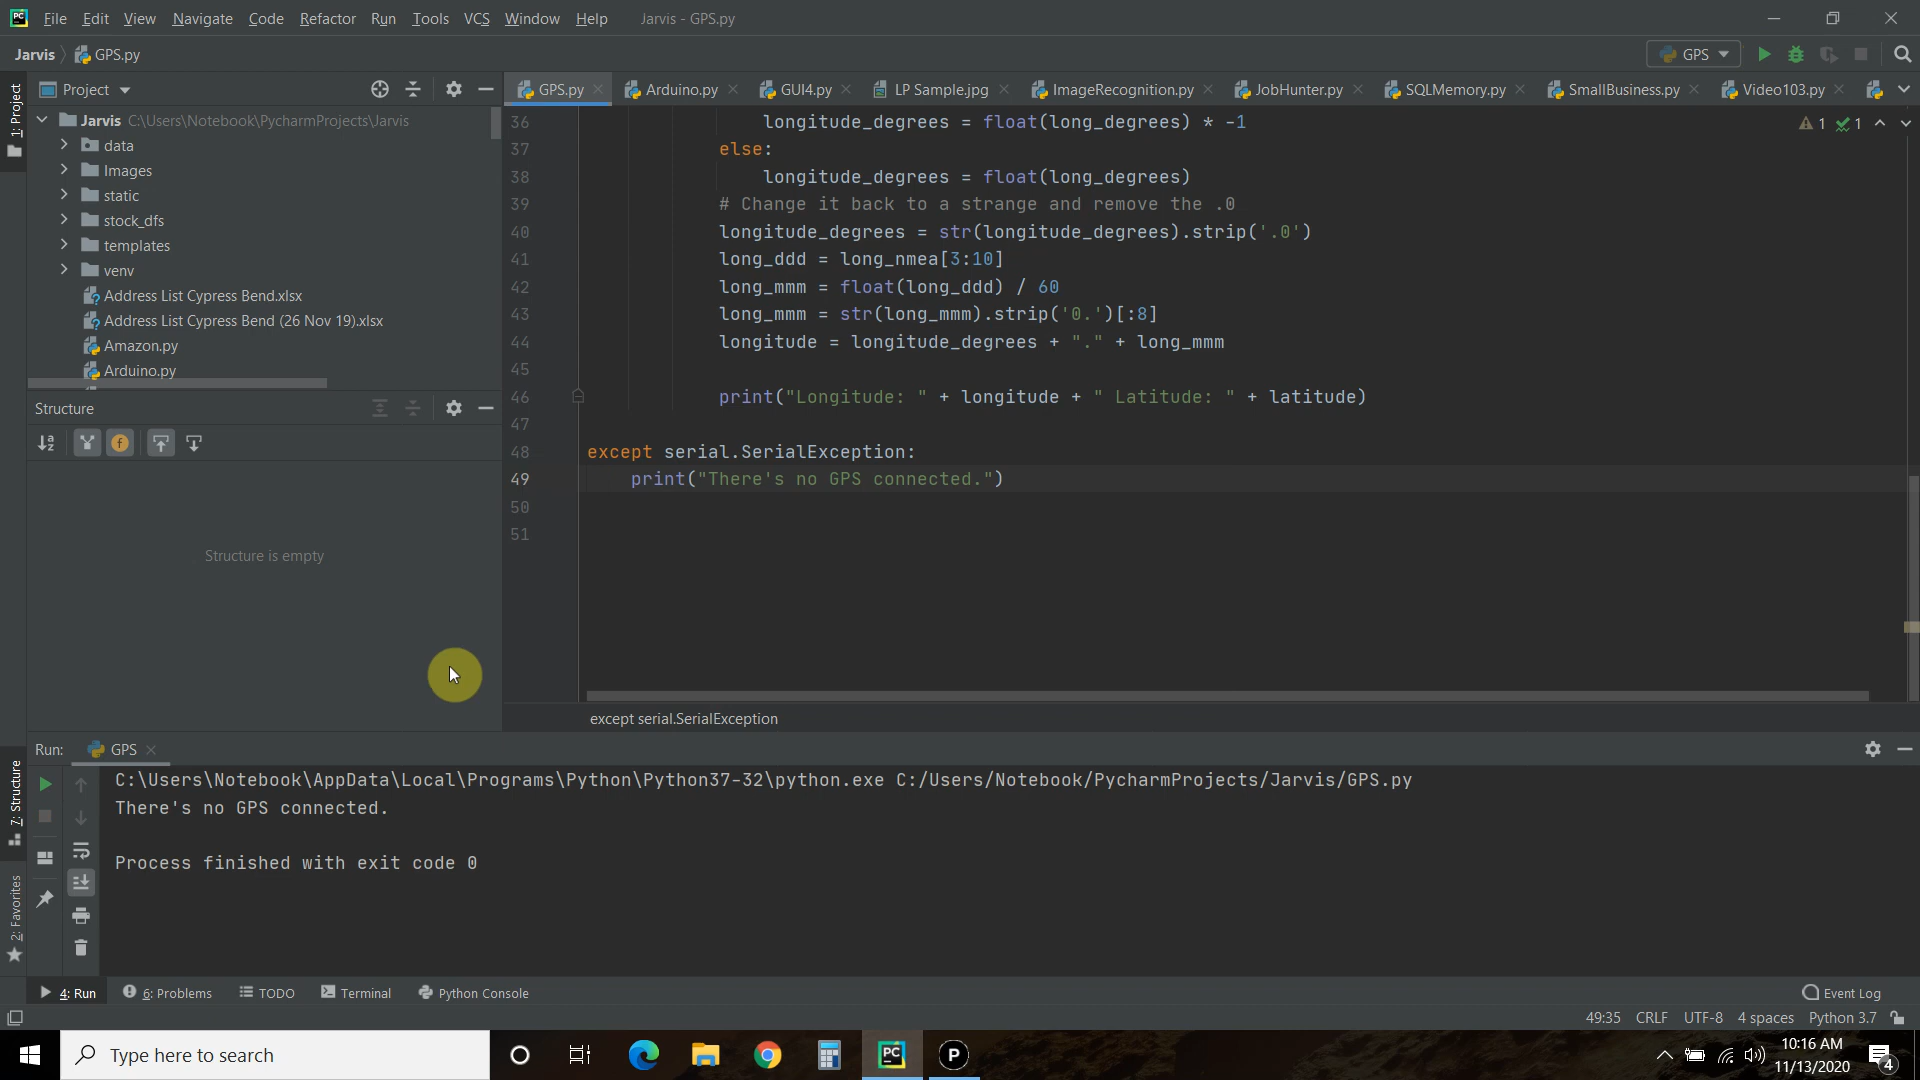 File Edit View Navigate Code Refactor Run Tools VCS Window Help Jarvis - GPS.py
Jarvis GPS.py GPS
1: Project
Project
GPS.py Arduino.py GUI4.py LP Sample.jpg ImageRecognition.py JobHunter.py SQLMemory.py SmallBusiness.py Video103.py
Jarvis C:\Users\Notebook\PycharmProjects\Jarvis
data
Images
static
stock_dfs
templates
venv
Address List Cypress Bend.xlsx
Address List Cypress Bend (26 Nov 19).xlsx
Amazon.py
Arduino.py
Structure
Structure is empty
1 1
36 longitude_degrees = float(long_degrees) * -1
37 else:
38 longitude_degrees = float(long_degrees)
39 # Change it back to a strange and remove the .0
40 longitude_degrees = str(longitude_degrees).strip('.0')
41 long_ddd = long_nmea[3:10]
42 long_mmm = float(long_ddd) / 60
43 long_mmm = str(long_mmm).strip('0.')[:8]
44 longitude = longitude_degrees + "." + long_mmm
45
46 print("Longitude: " + longitude + " Latitude: " + latitude)
47
48 except serial.SerialException:
49 print("There's no GPS connected.")
50
51
except serial.SerialException
Run: GPS
C:\Users\Notebook\AppData\Local\Programs\Python\Python37-32\python.exe C:/Users/Notebook/PycharmProjects/Jarvis/GPS.py
There's no GPS connected.
Process finished with exit code 0
7: Structure
2: Favorites
4: Run 6: Problems TODO Terminal Python Console Event Log
49:35 CRLF UTF-8 4 spaces Python 3.7
Type here to search
PC
P
10:16 AM
11/13/2020
4